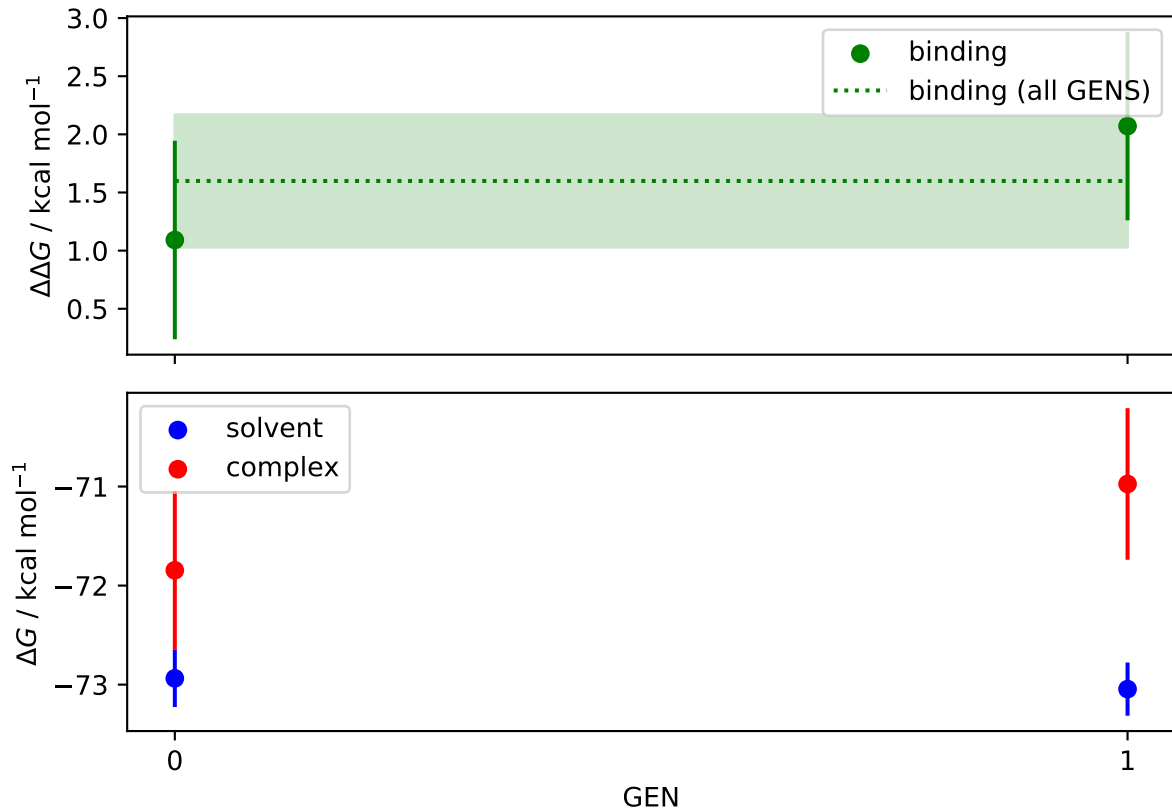 3.0
2.5
2.0
1.5
1.0
0.5
ΔΔG / kcal mol⁻¹
binding
binding (all GENS)
solvent
complex
−71
−72
−73
ΔG / kcal mol⁻¹
0
1
GEN